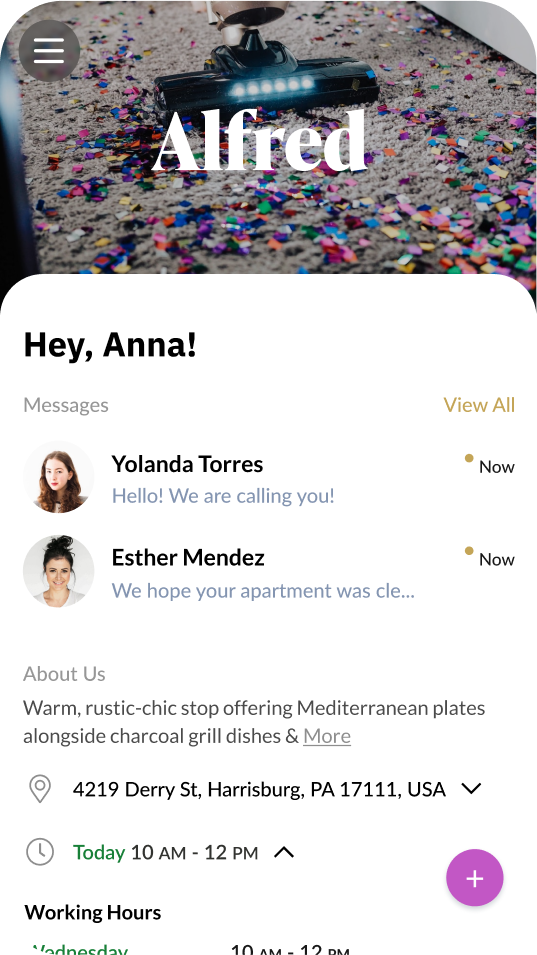 Alfred
Hey, Anna!
Messages View All
Yolanda Torres Now
Hello! We are calling you!
Esther Mendez Now
We hope your apartment was cle...
About Us
Warm, rustic-chic stop offering Mediterranean plates
alongside charcoal grill dishes & More
4219 Derry St, Harrisburg, PA 17111, USA
Today 10 AM - 12 PM
Working Hours
Wednesday 10 AM - 12 PM